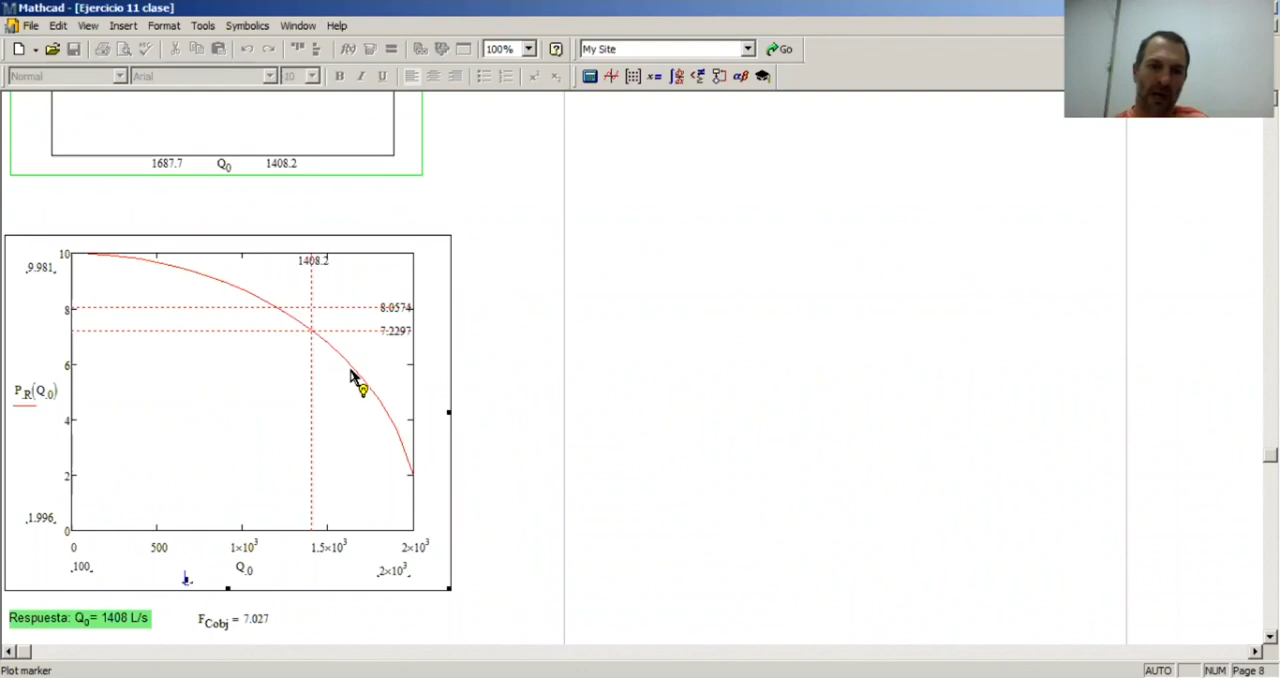 Mathcad - [Ejercicio 11 clase]
File Edit View Insert Format Tools Symbolics Window Help
100% My Site Go
Normal Arial 10 B I U
1687.7 Q0 1408.2
10
9.981
1408.2
8
8.0574
7.2297
6
P.R(Q.0)
4
2
1.996
0
0 500 1×10³ 1.5×10³ 2×10³
100 Q.0 2×10³
Respuesta: Q0= 1408 L/s FCobj = 7.027
Plot marker AUTO NUM Page 8